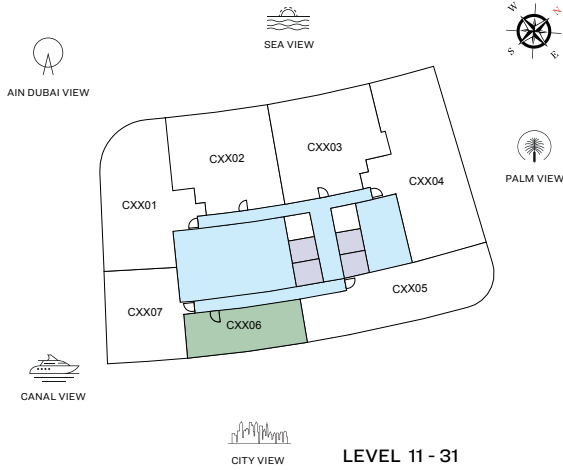 W
N
S
E
SEA VIEW
AIN DUBAI VIEW
PALM VIEW
CXX02
CXX03
CXX04
CXX01
CXX05
CXX07
CXX06
CANAL VIEW
CITY VIEW
LEVEL 11 - 31